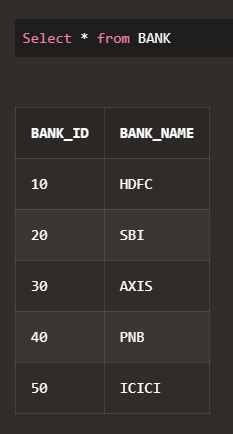 Select * from BANK
BANK_ID BANK_NAME
10 HDFC
20 SBI
30 AXIS
40 PNB
50 ICICI